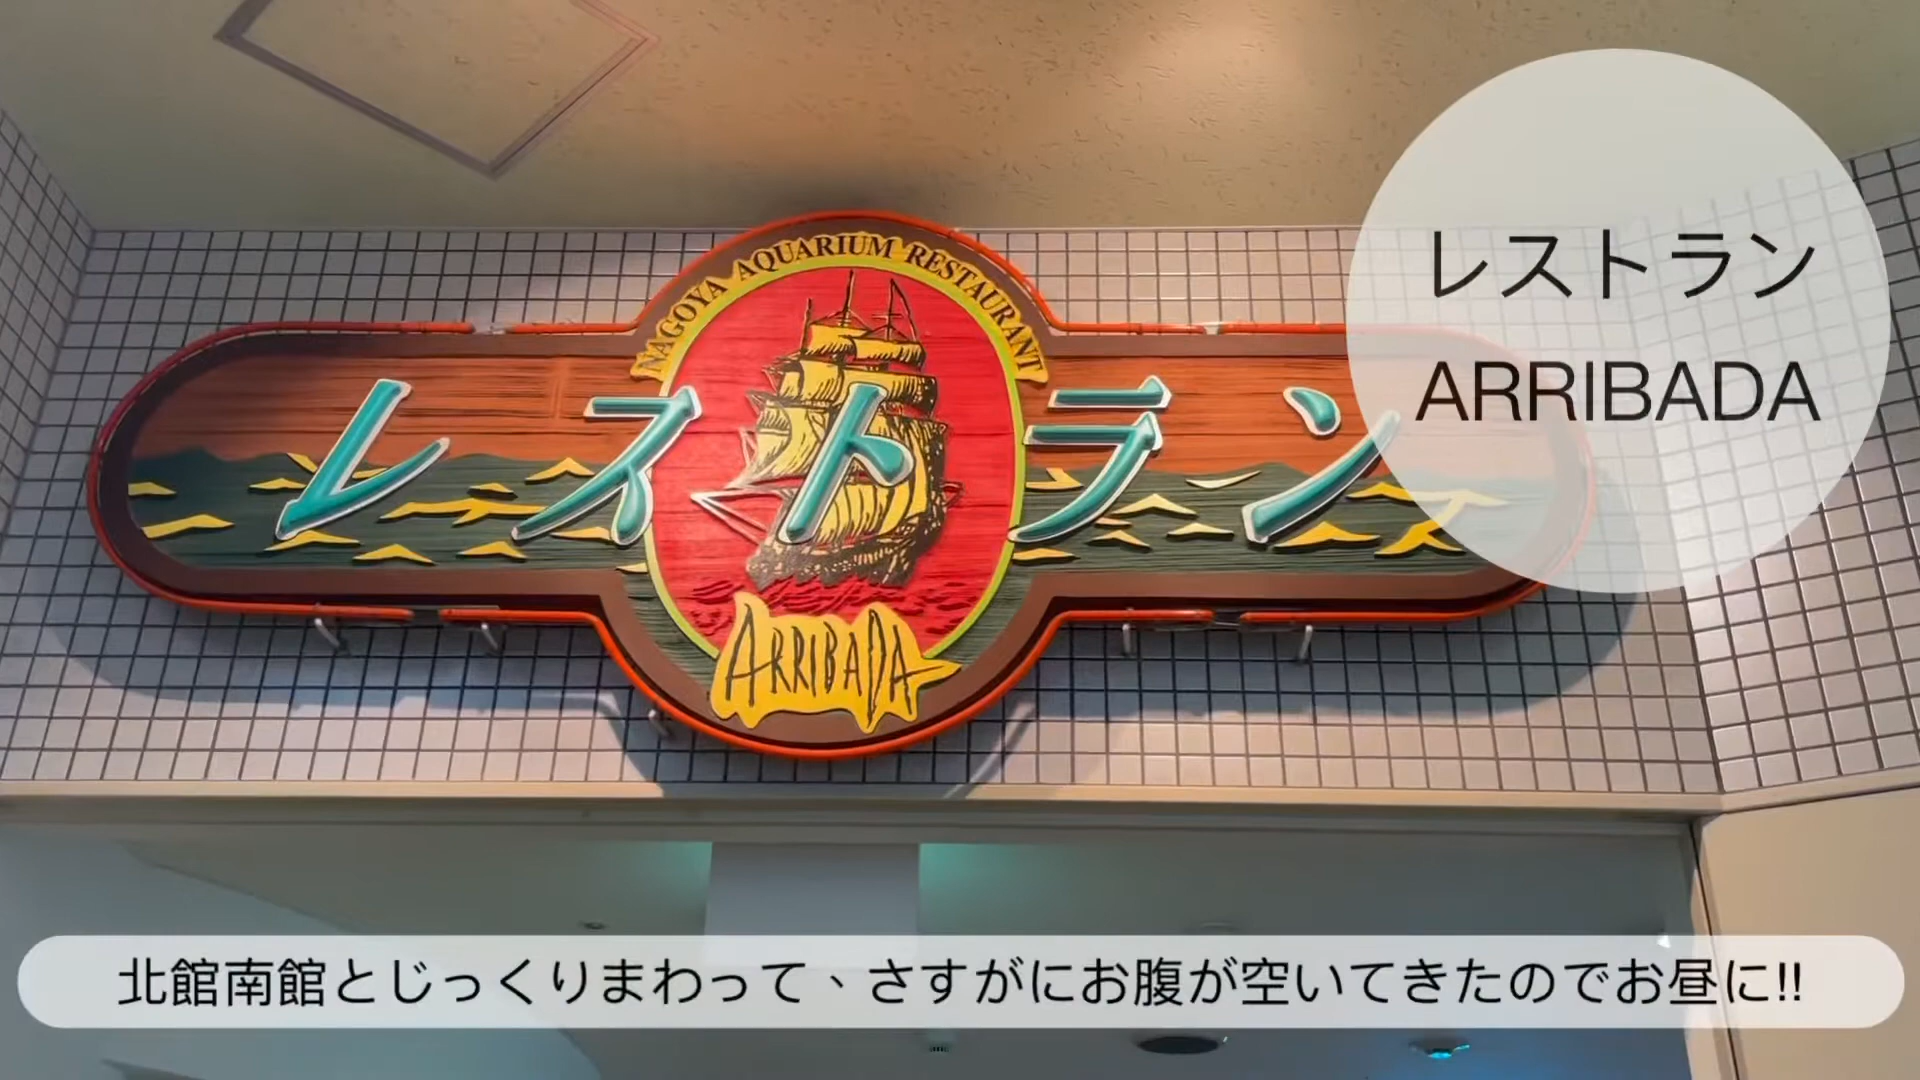 NAGOYA AQUARIUM RESTAURANT
レストラン
ARRIBADA
レストラン
ARRIBADA
北館南館とじっくりまわって、さすがにお腹が空いてきたのでお昼に!!